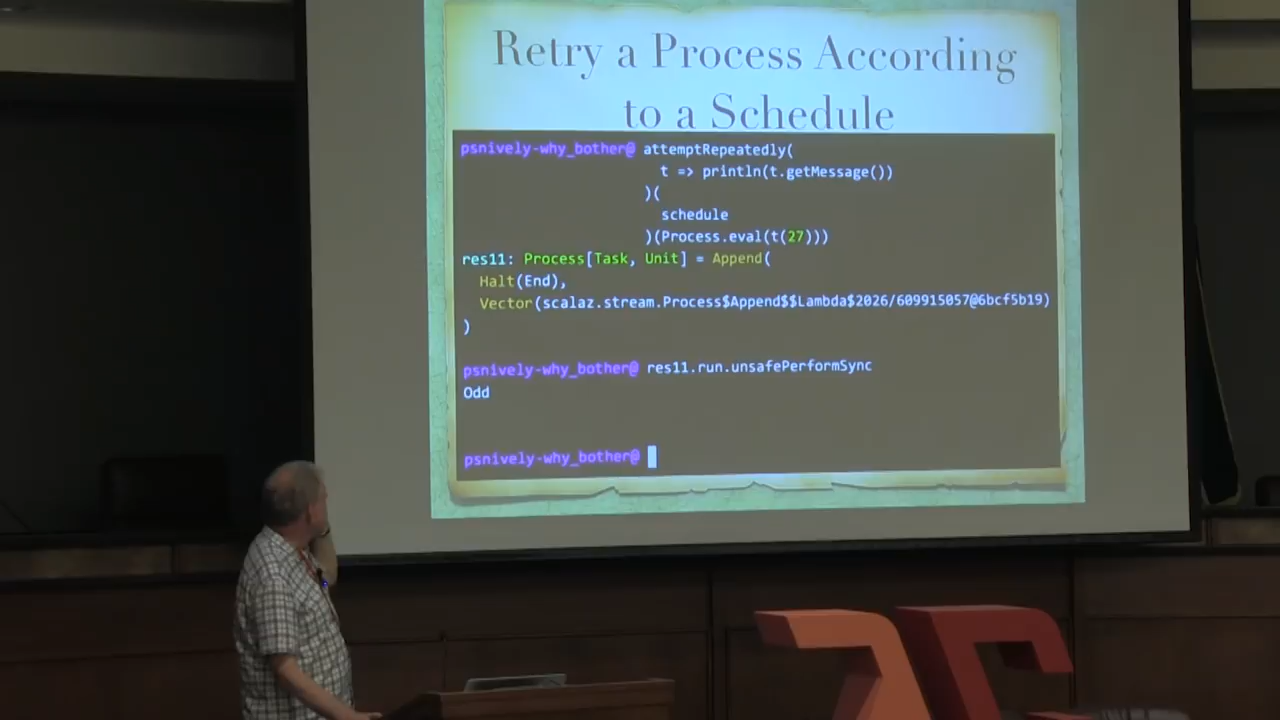 Retry a Process According
to a Schedule
psnively-why_bother@ attemptRepeatedly(
t => println(t.getMessage())
)(
schedule
)(Process.eval(t(27)))
res11: Process[Task, Unit] = Append(
Halt(End),
Vector(scalaz.stream.Process$Append$$Lambda$2026/609915057@6bcf5b19)
)
psnively-why_bother@ res11.run.unsafePerformSync
Odd
psnively-why_bother@